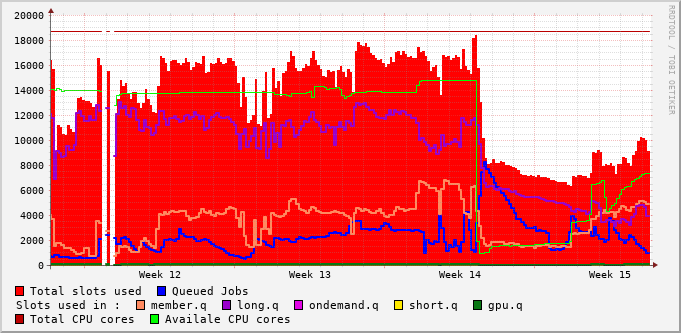 20000
18000
16000
14000
12000
10000
8000
6000
4000
2000
0
Week 12 Week 13 Week 14 Week 15
RRDTOOL / TOBI OETIKER
Total slots used Queued Jobs
Slots used in : member.q long.q ondemand.q short.q gpu.q
Total CPU cores Availale CPU cores